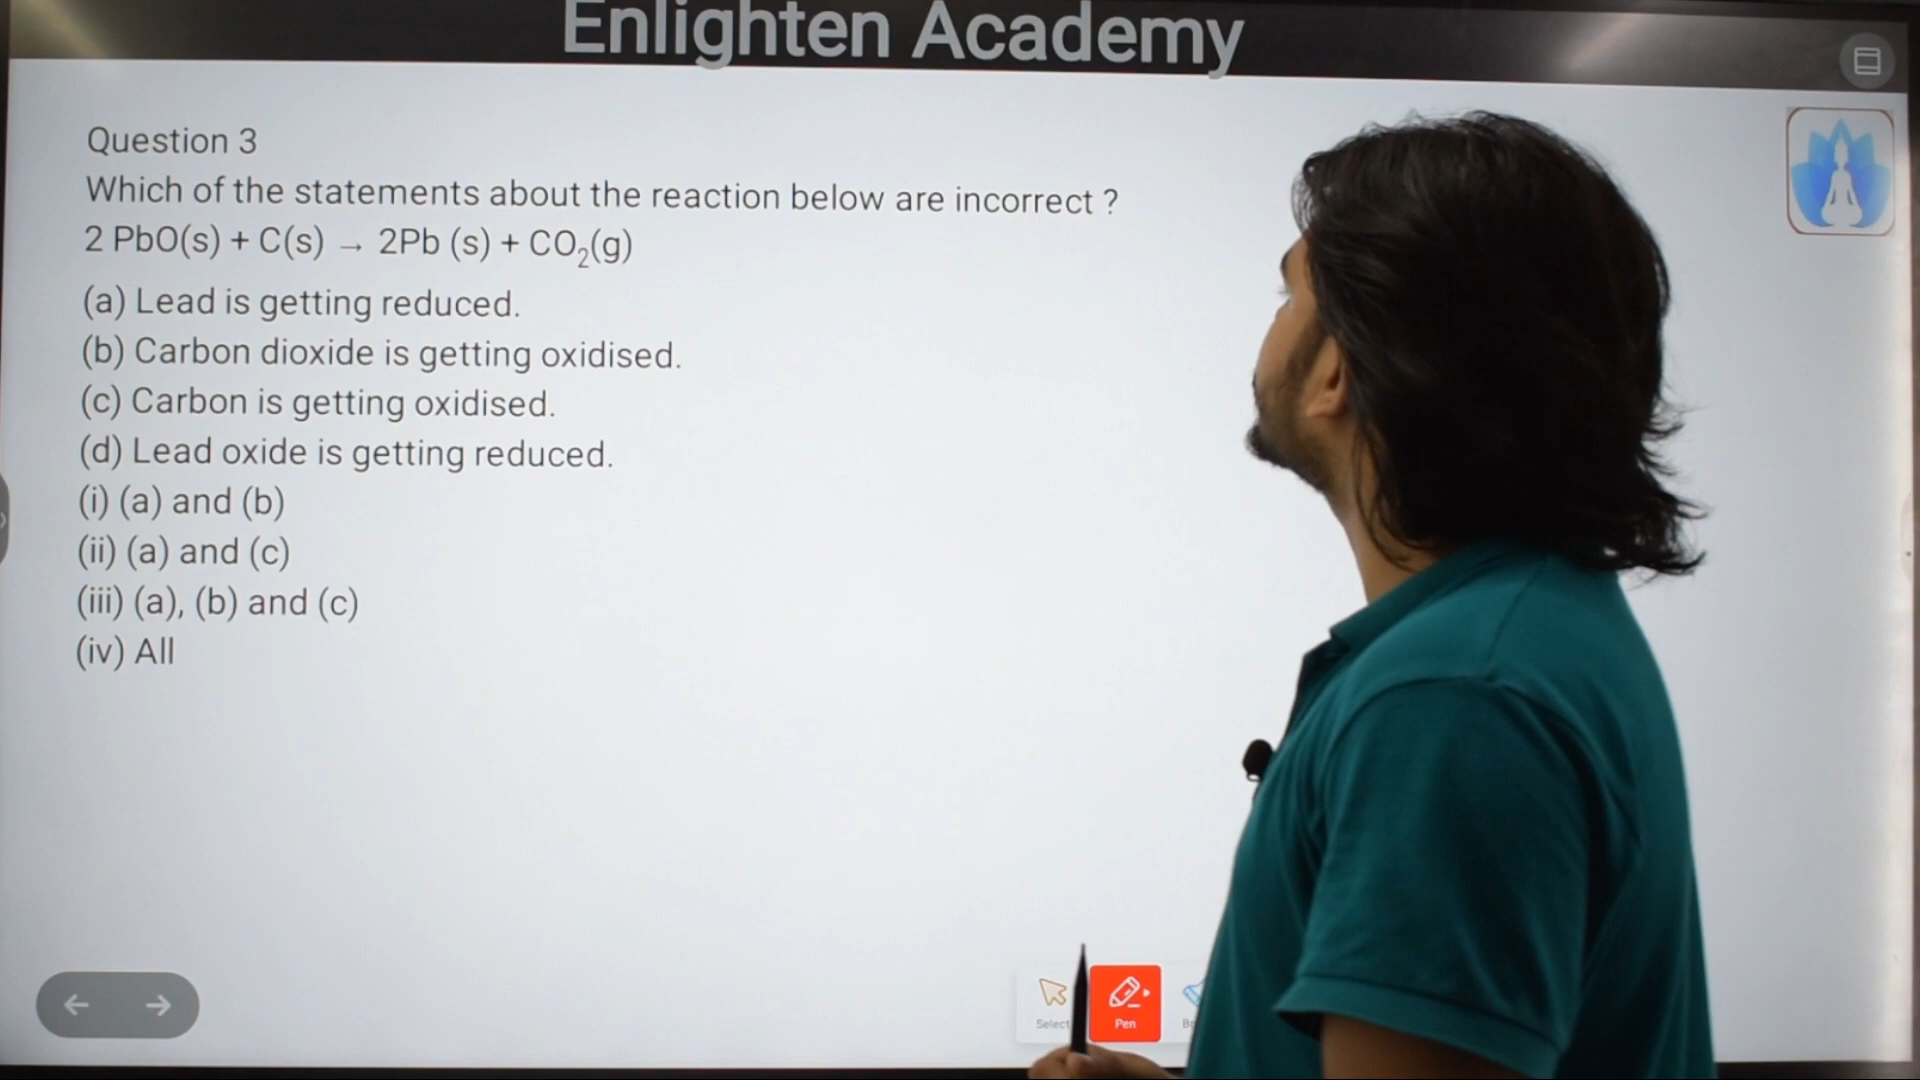 Enlighten Academy
Question 3
Which of the statements about the reaction below are incorrect ?
2 PbO(s) + C(s) → 2Pb (s) + CO₂(g)
(a) Lead is getting reduced.
(b) Carbon dioxide is getting oxidised.
(c) Carbon is getting oxidised.
(d) Lead oxide is getting reduced.
(i) (a) and (b)
(ii) (a) and (c)
(iii) (a), (b) and (c)
(iv) All
Select
Pen